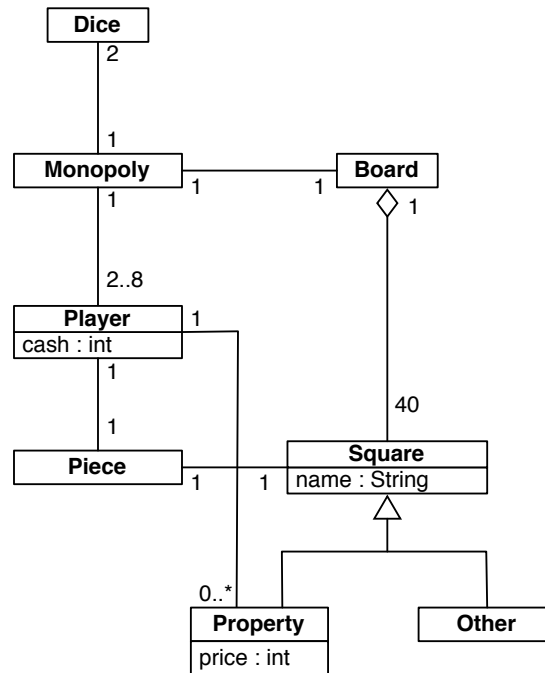 Dice
2
1
Monopoly
1
1
Board
1
1
2..8
Player
1
cash : int
1
1
40
Piece
1
1
Square
name : String
0..*
Property
price : int
Other